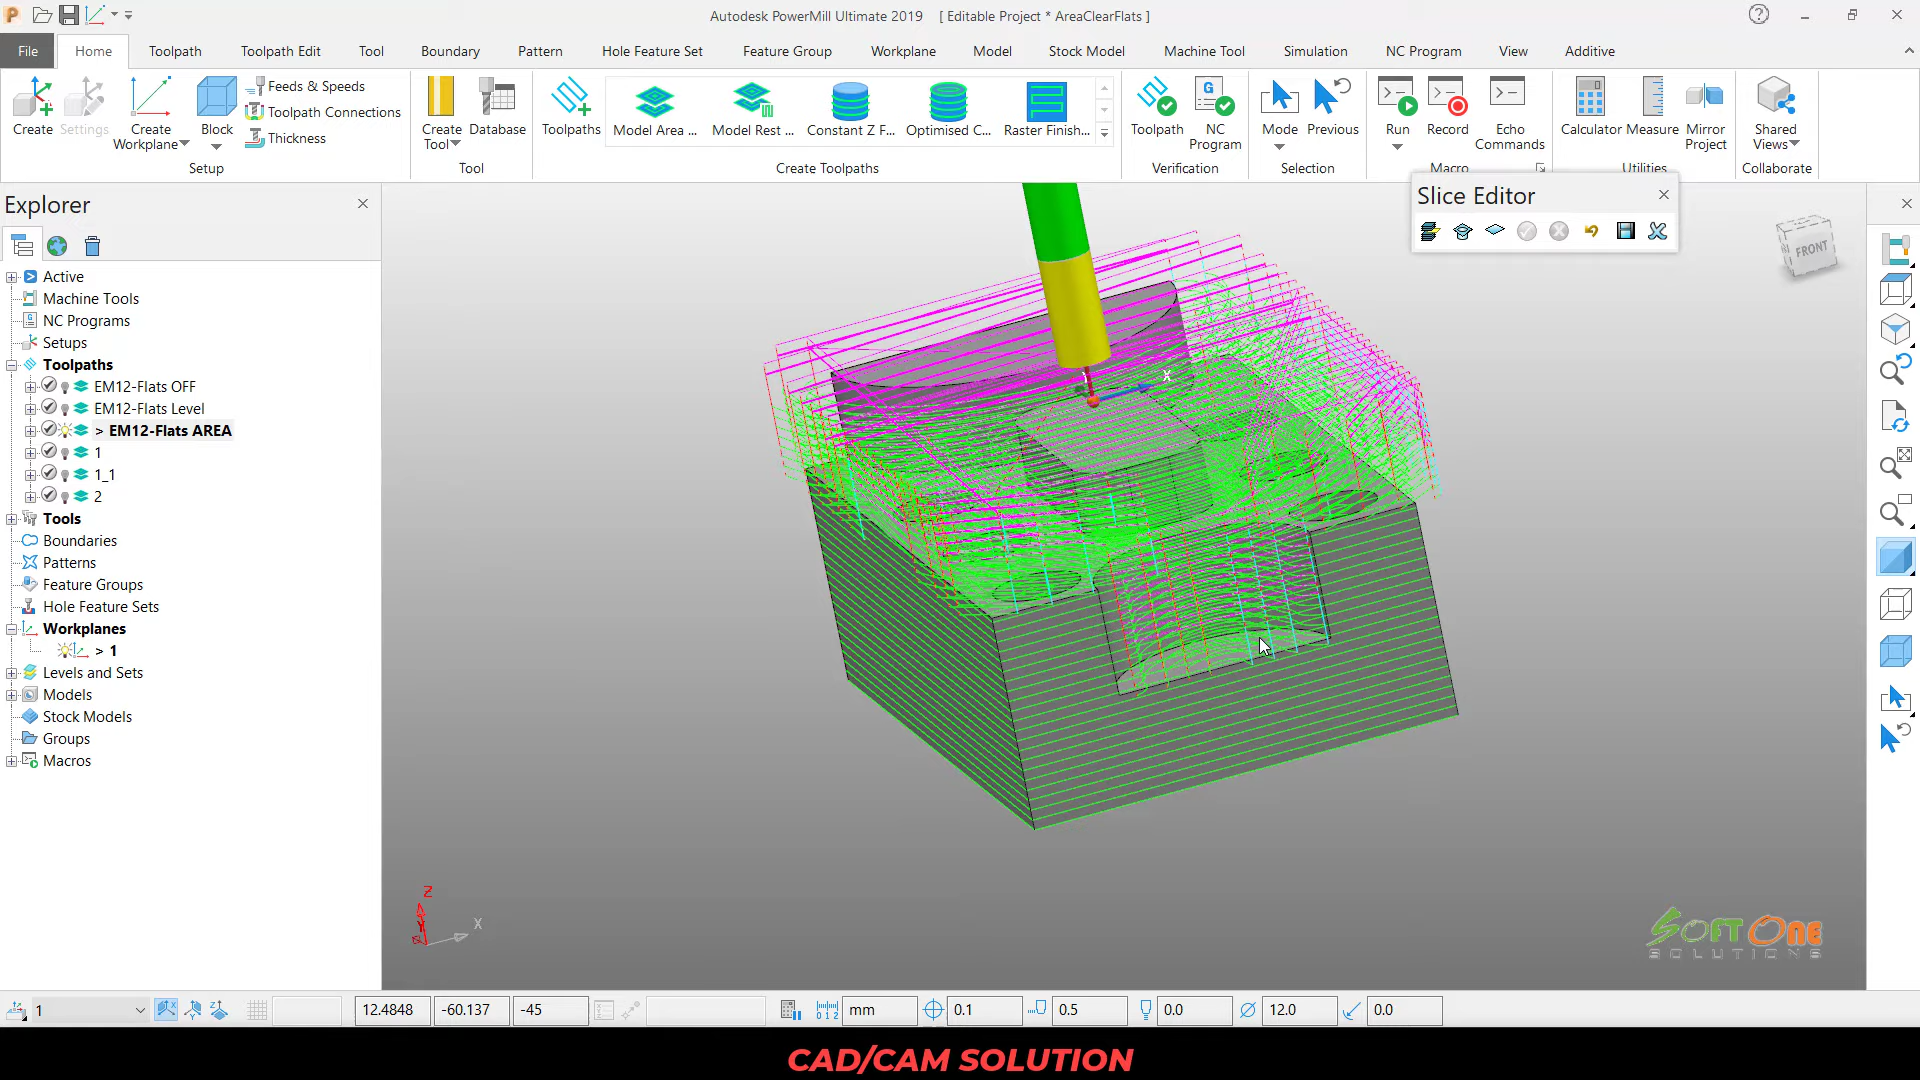 Autodesk PowerMill Ultimate 2019 [ Editable Project * AreaClearFlats ]
File Home Toolpath Toolpath Edit Tool Boundary Pattern Hole Feature Set Feature Group Workplane Model Stock Model Machine Tool Simulation NC Program View Additive
Create
Settings
Create Workplane
Block
Feeds & Speeds
Toolpath Connections
Thickness
Setup
Create Tool
Database
Tool
Toolpaths
Model Area ...
Model Rest ...
Constant Z F...
Optimised C...
Raster Finish...
Create Toolpaths
Toolpath
NC Program
Verification
Mode
Previous
Selection
Run
Record
Echo Commands
Macro
Calculator
Measure
Mirror Project
Utilities
Shared Views
Collaborate
Slice Editor
Explorer
Active
Machine Tools
NC Programs
Setups
Toolpaths
EM12-Flats OFF
EM12-Flats Level
> EM12-Flats AREA
1
1_1
2
Tools
Boundaries
Patterns
Feature Groups
Hole Feature Sets
Workplanes
> 1
Levels and Sets
Models
Stock Models
Groups
Macros
FRONT
X
Z
X
SOFTONE
SOLUTIONS
1 12.4848 -60.137 -45 mm 0.1 0.5 0.0 12.0 0.0
CAD/CAM SOLUTION